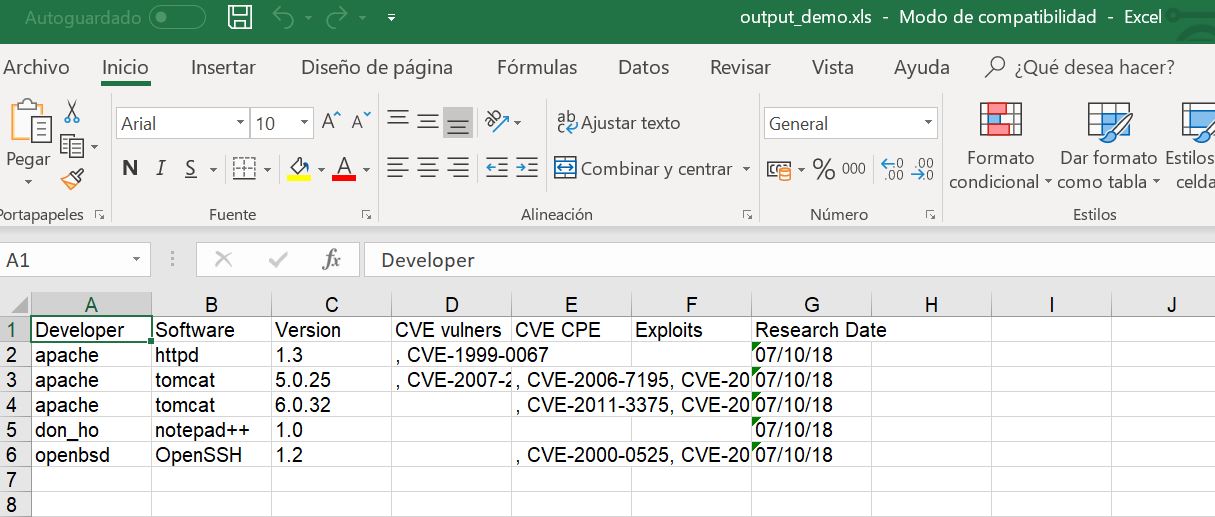 Autoguardado output_demo.xls - Modo de compatibilidad - Excel
Archivo Inicio Insertar Diseño de página Fórmulas Datos Revisar Vista Ayuda ¿Qué desea hacer?
Arial 10 A A ab Ajustar texto General
Pegar N I S A Combinar y centrar % 000 Formato condicional Dar formato como tabla Estilos celda
Portapapeles Fuente Alineación Número Estilos
A1 fx Developer
A B C D E F G H I J
1 Developer Software Version CVE vulners CVE CPE Exploits Research Date
2 apache httpd 1.3 , CVE-1999-0067 07/10/18
3 apache tomcat 5.0.25 , CVE-2007-2 , CVE-2006-7195, CVE-20 07/10/18
4 apache tomcat 6.0.32 , CVE-2011-3375, CVE-20 07/10/18
5 don_ho notepad++ 1.0 07/10/18
6 openbsd OpenSSH 1.2 , CVE-2000-0525, CVE-20 07/10/18
7
8